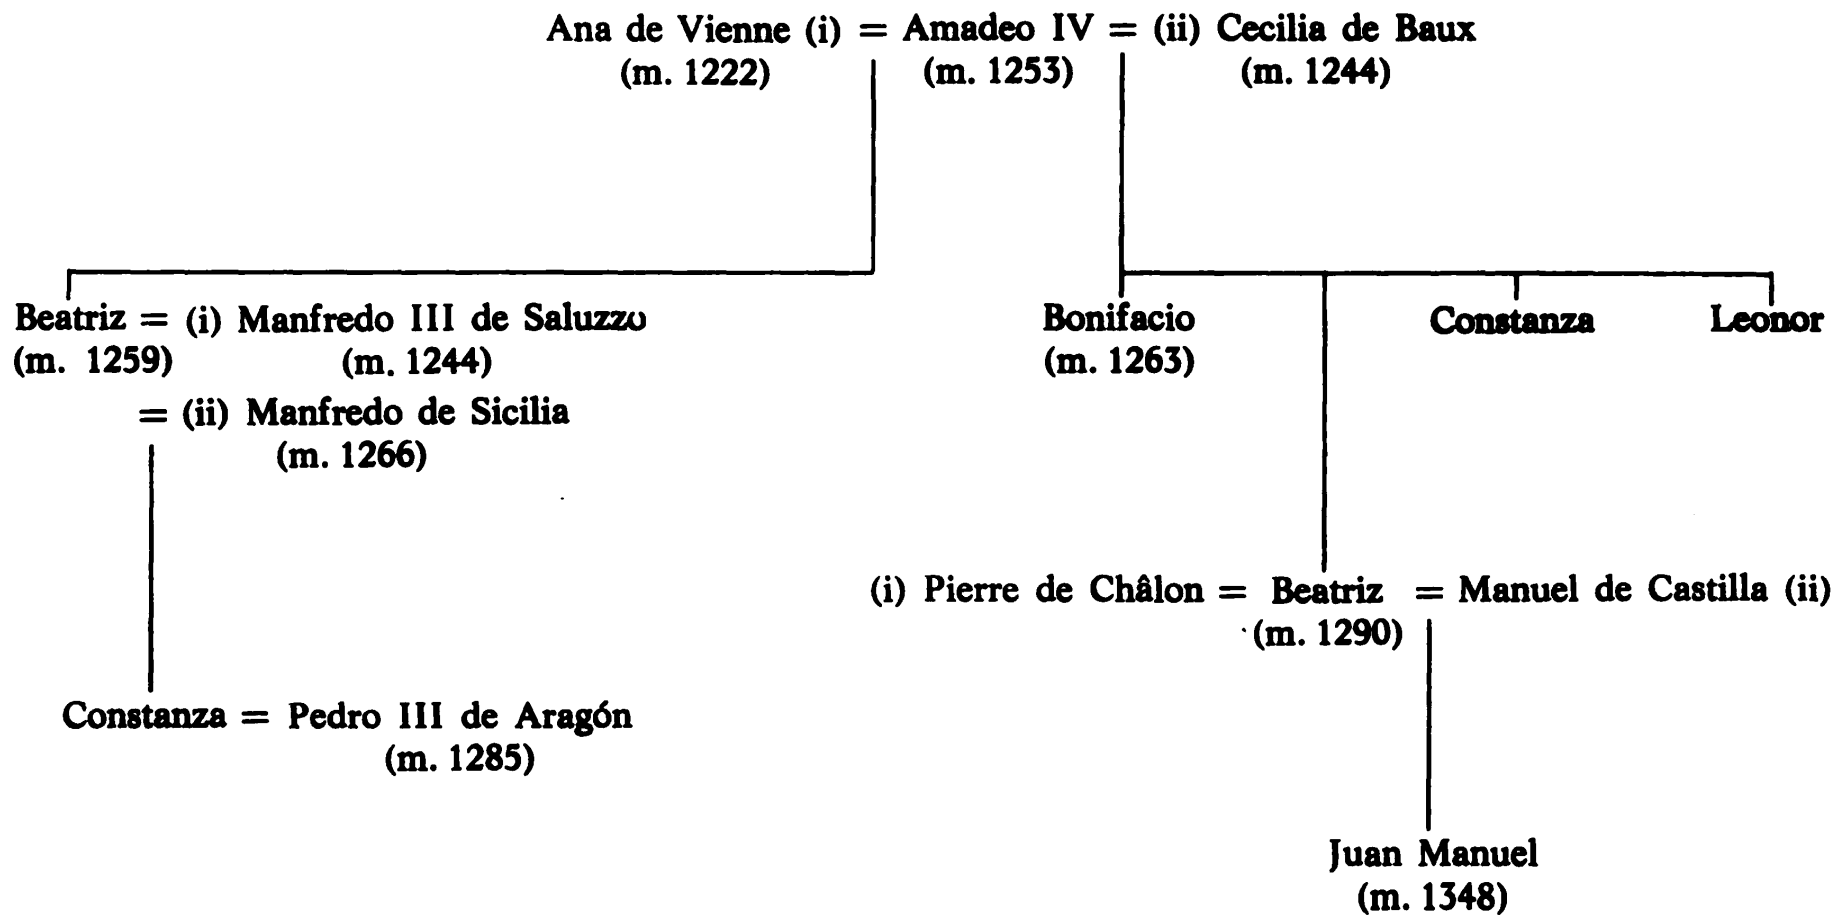 Ana de Vienne (i) = Amadeo IV = (ii) Cecilia de Baux
(m. 1222) (m. 1253) (m. 1244)
Beatriz = (i) Manfredo III de Saluzzo
(m. 1259) (m. 1244)
= (ii) Manfredo de Sicilia
(m. 1266)
Bonifacio Constanza Leonor
(m. 1263)
(i) Pierre de Châlon = Beatriz = Manuel de Castilla (ii)
(m. 1290)
Constanza = Pedro III de Aragón
(m. 1285)
Juan Manuel
(m. 1348)